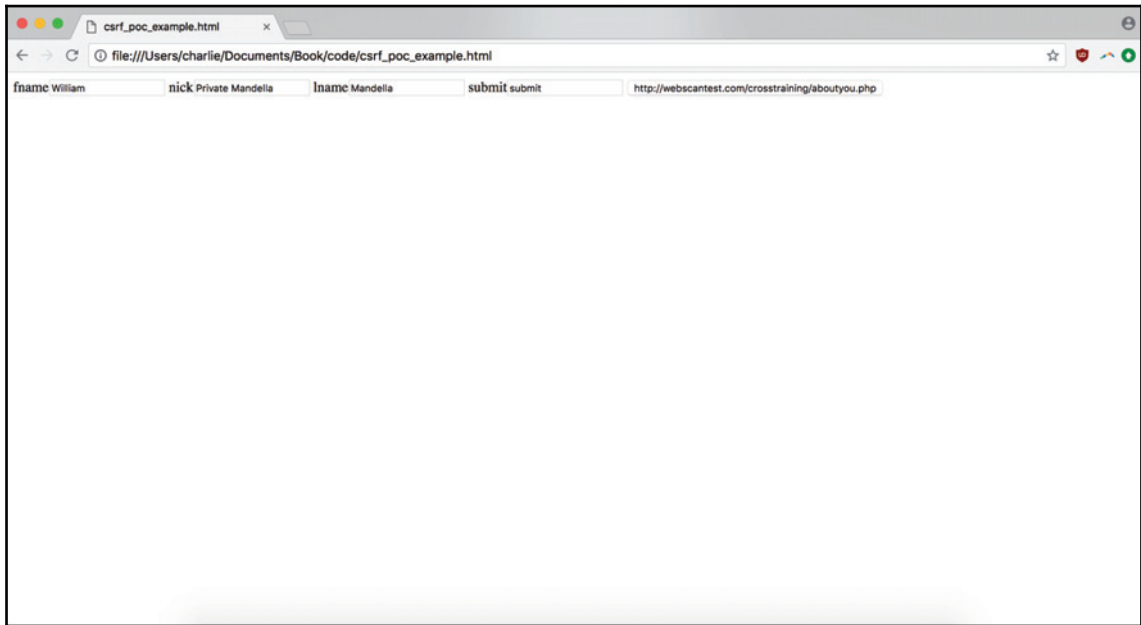 csrf_poc_example.html
file:///Users/charlie/Documents/Book/code/csrf_poc_example.html
fname William nick Private Mandella lname Mandella submit submit http://webscantest.com/crosstraining/aboutyou.php